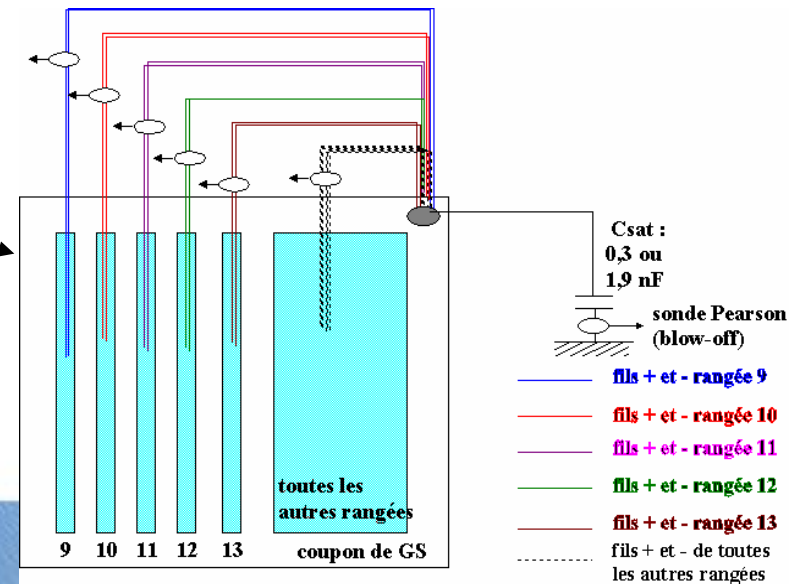 Csat :
0,3 ou
1,9 nF
sonde Pearson
(blow-off)
fils + et - rangée 9
fils + et - rangée 10
fils + et - rangée 11
fils + et - rangée 12
fils + et - rangée 13
fils + et - de toutes
les autres rangées
toutes les
autres rangées
9 10 11 12 13 coupon de GS